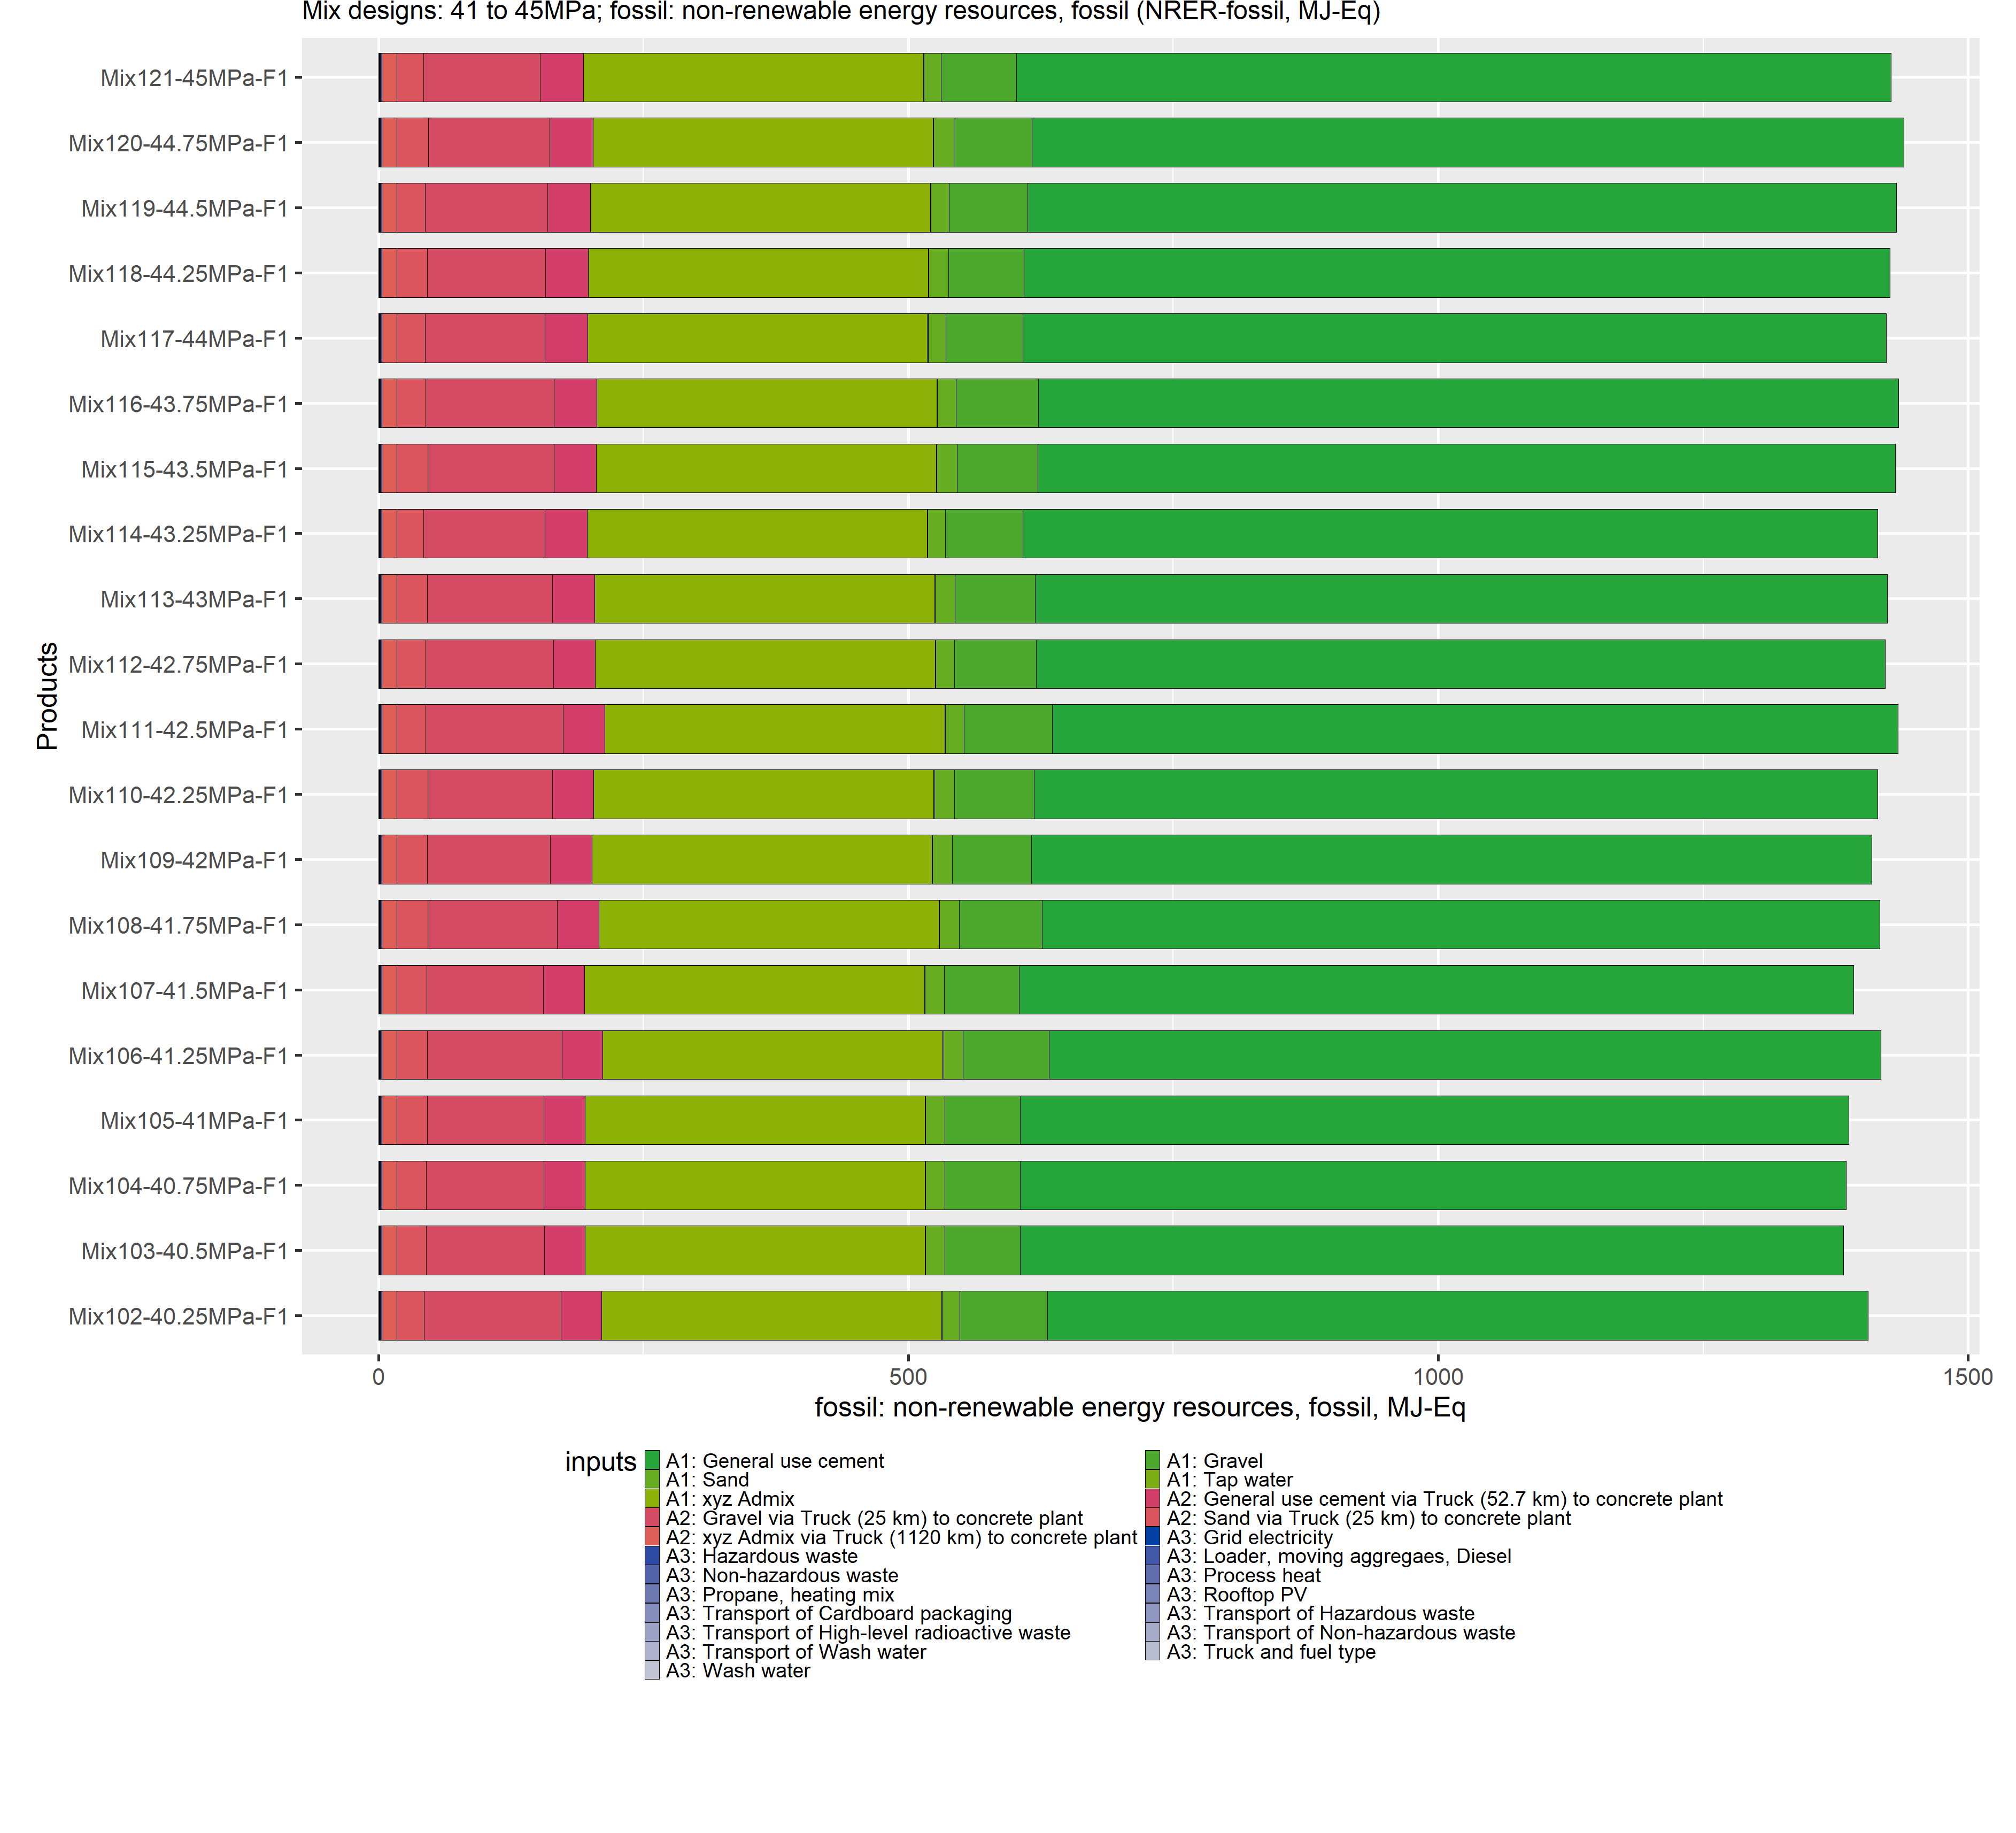 Mix designs: 41 to 45MPa; fossil: non-renewable energy resources, fossil (NRER-fossil, MJ-Eq)
Products
Mix121-45MPa-F1
Mix120-44.75MPa-F1
Mix119-44.5MPa-F1
Mix118-44.25MPa-F1
Mix117-44MPa-F1
Mix116-43.75MPa-F1
Mix115-43.5MPa-F1
Mix114-43.25MPa-F1
Mix113-43MPa-F1
Mix112-42.75MPa-F1
Mix111-42.5MPa-F1
Mix110-42.25MPa-F1
Mix109-42MPa-F1
Mix108-41.75MPa-F1
Mix107-41.5MPa-F1
Mix106-41.25MPa-F1
Mix105-41MPa-F1
Mix104-40.75MPa-F1
Mix103-40.5MPa-F1
Mix102-40.25MPa-F1
0 500 1000 1500
fossil: non-renewable energy resources, fossil, MJ-Eq
inputs
A1: General use cement A1: Gravel
A1: Sand A1: Tap water
A1: xyz Admix A2: General use cement via Truck (52.7 km) to concrete plant
A2: Gravel via Truck (25 km) to concrete plant A2: Sand via Truck (25 km) to concrete plant
A2: xyz Admix via Truck (1120 km) to concrete plant A3: Grid electricity
A3: Hazardous waste A3: Loader, moving aggregaes, Diesel
A3: Non-hazardous waste A3: Process heat
A3: Propane, heating mix A3: Rooftop PV
A3: Transport of Cardboard packaging A3: Transport of Hazardous waste
A3: Transport of High-level radioactive waste A3: Transport of Non-hazardous waste
A3: Transport of Wash water A3: Truck and fuel type
A3: Wash water